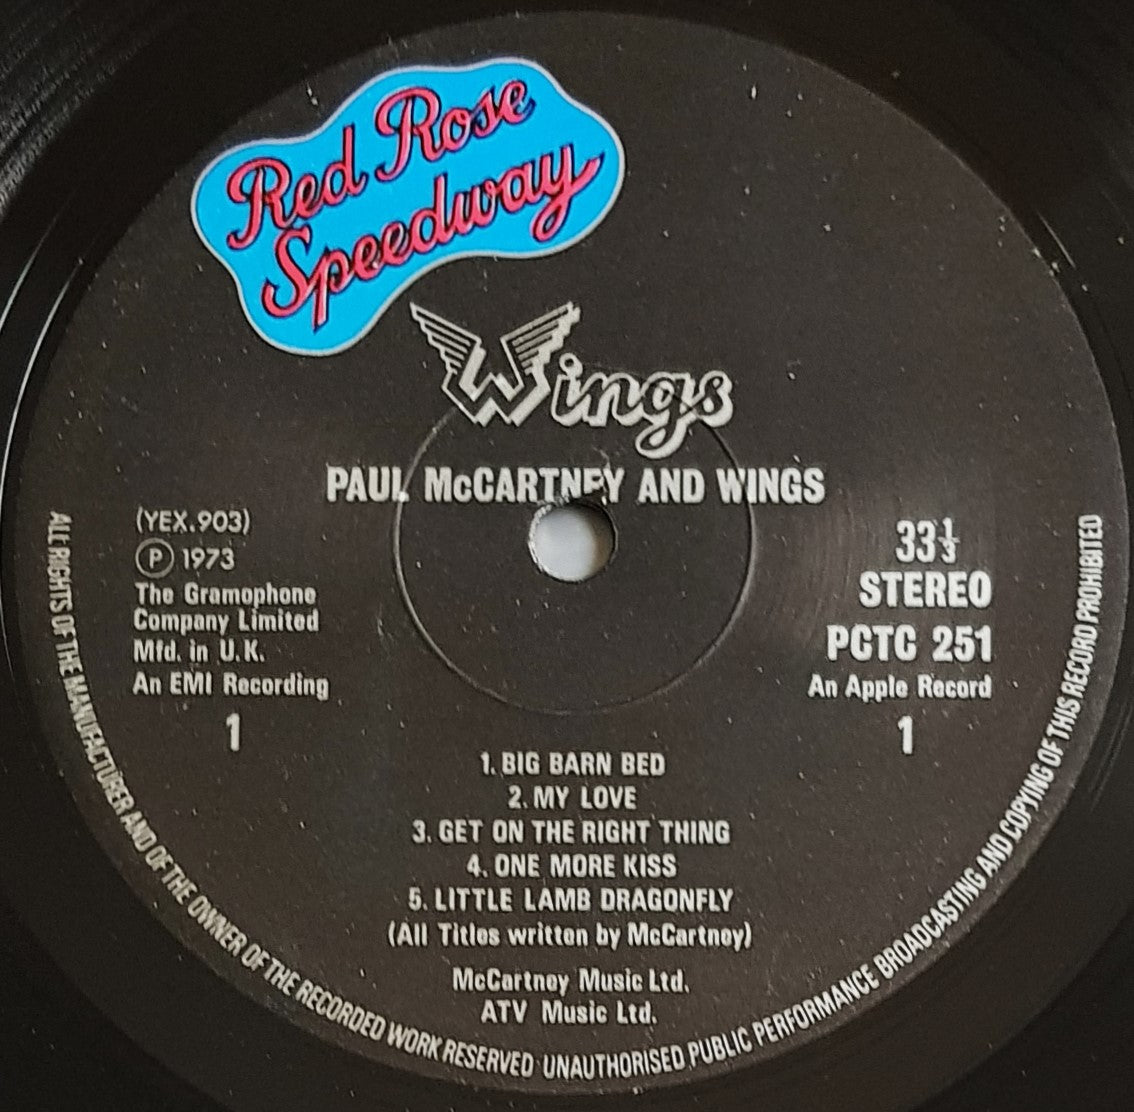 Red Rose
Speedway
Wings
PAUL McCARTNEY AND WINGS
(YEX.903)
Ⓟ 1973
The Gramophone
Company Limited
Mfd. in U.K.
An EMI Recording
1
33⅓
STEREO
PCTC 251
An Apple Record
1
1. BIG BARN BED
2. MY LOVE
3. GET ON THE RIGHT THING
4. ONE MORE KISS
5. LITTLE LAMB DRAGONFLY
(All Titles written by McCartney)
McCartney Music Ltd.
ATV Music Ltd.
ALL RIGHTS OF THE MANUFACTURER AND OF THE OWNER OF THE RECORDED WORK RESERVED · UNAUTHORISED PUBLIC PERFORMANCE BROADCASTING AND COPYING OF THIS RECORD PROHIBITED